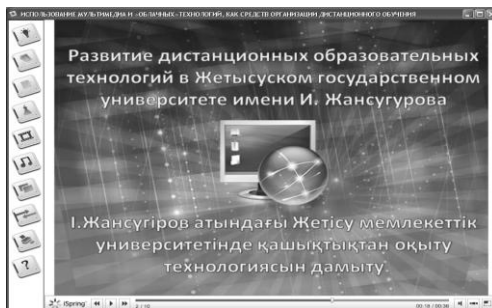 ИСПОЛЬЗОВАНИЕ МУЛЬТИМЕДИА И «ОБЛАЧНЫХ» ТЕХНОЛОГИЙ, КАК СРЕДСТВ ОРГАНИЗАЦИИ ДИСТАНЦИОННОГО ОБУЧЕНИЯ
Развитие дистанционных образовательных
технологий в Жетысуском государственном
университете имени И. Жансугурова
І.Жансүгіров атындағы Жетісу мемлекеттік
университетінде қашықтықтан оқыту
технологиясын дамыту
iSpring